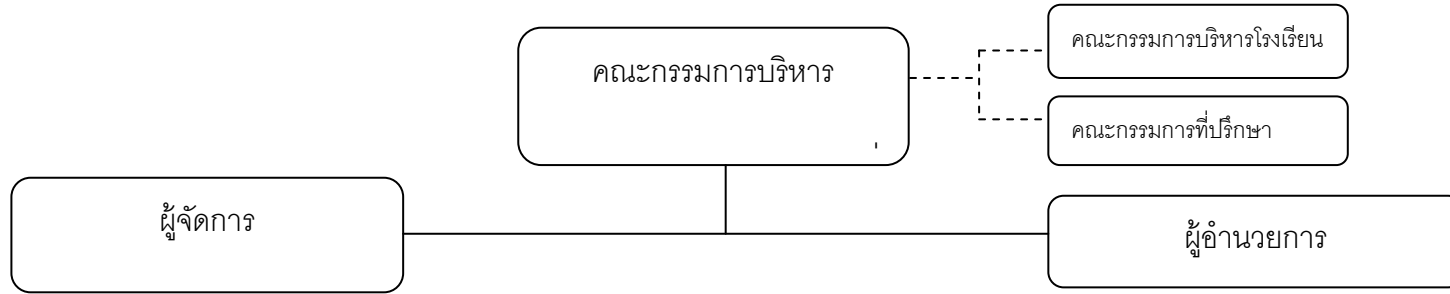 คณะกรรมการบริหาร
คณะกรรมการบริหารโรงเรียน
คณะกรรมการที่ปรึกษา
ผู้จัดการ
ผู้อำนวยการ